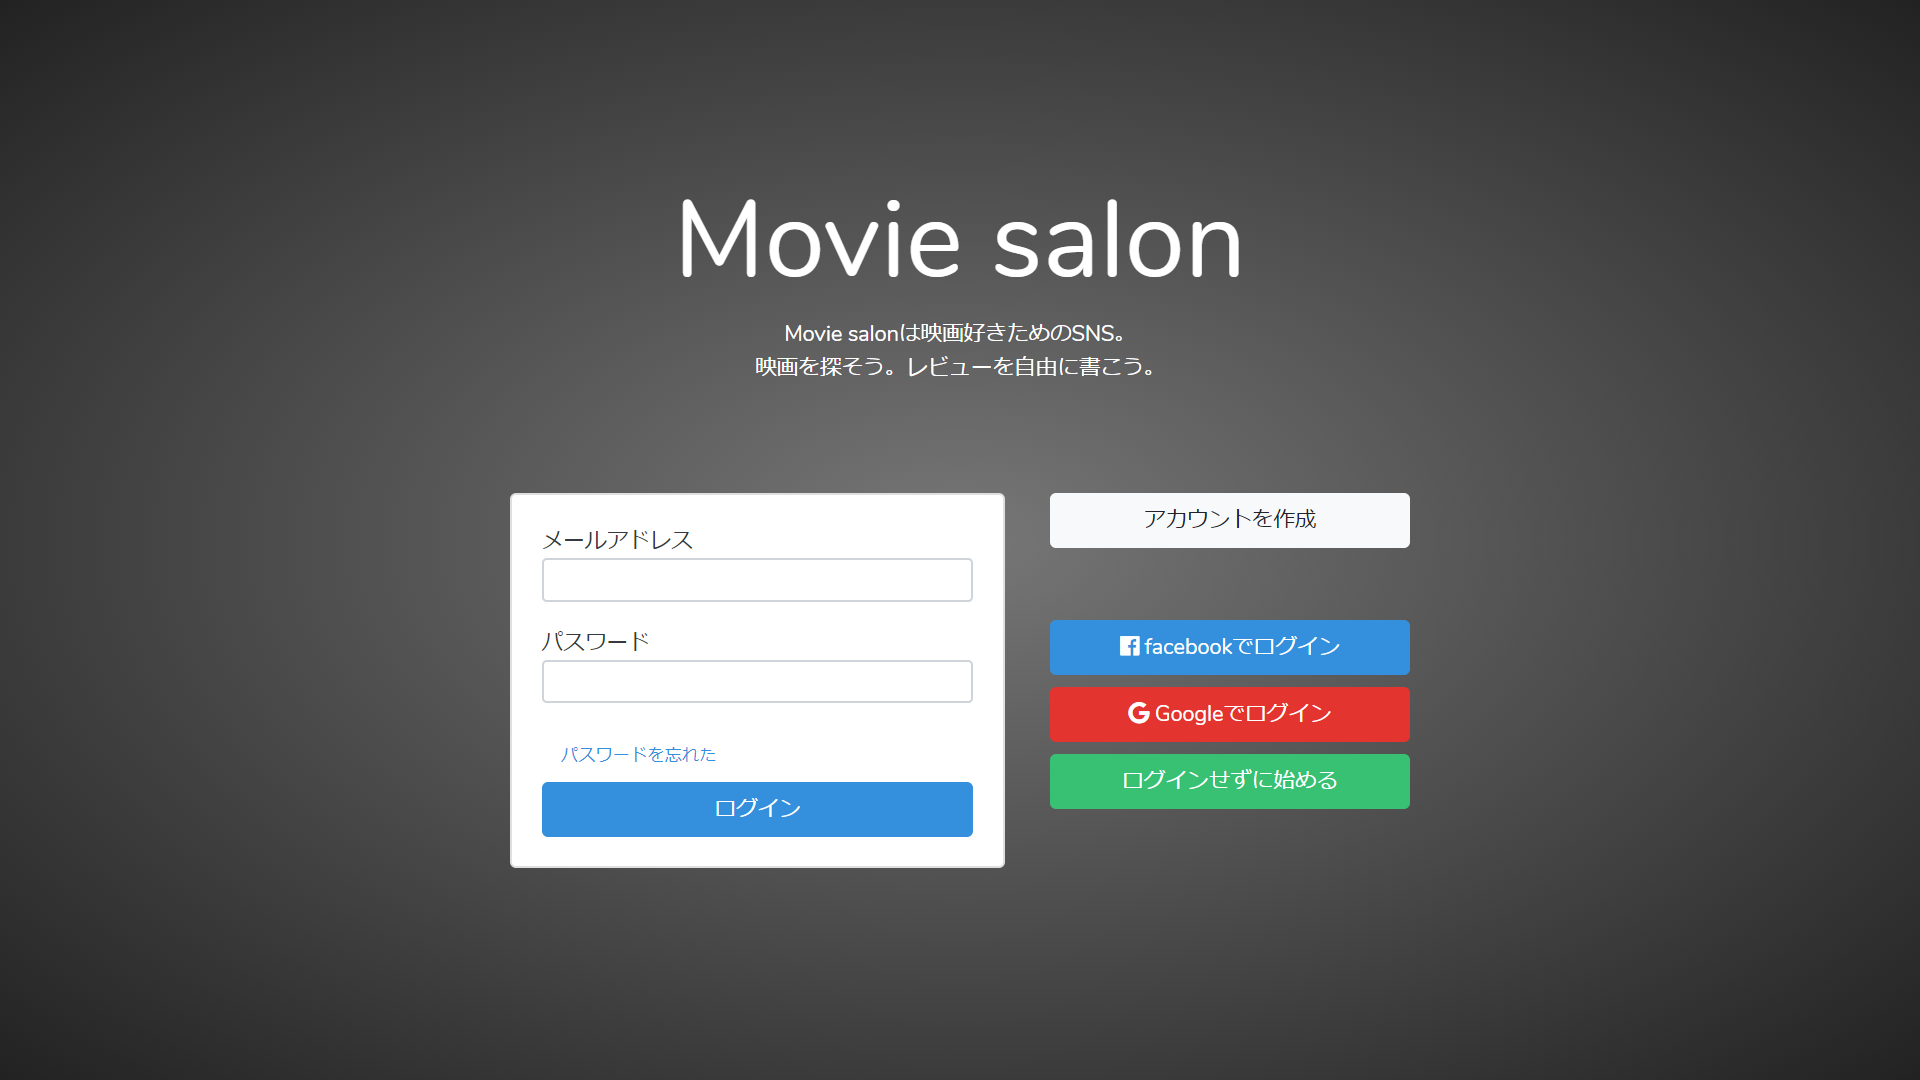 Movie salon
Movie salonは映画好きためのSNS。
映画を探そう。レビューを自由に書こう。
メールアドレス
パスワード
パスワードを忘れた
ログイン
アカウントを作成
facebookでログイン
Googleでログイン
ログインせずに始める